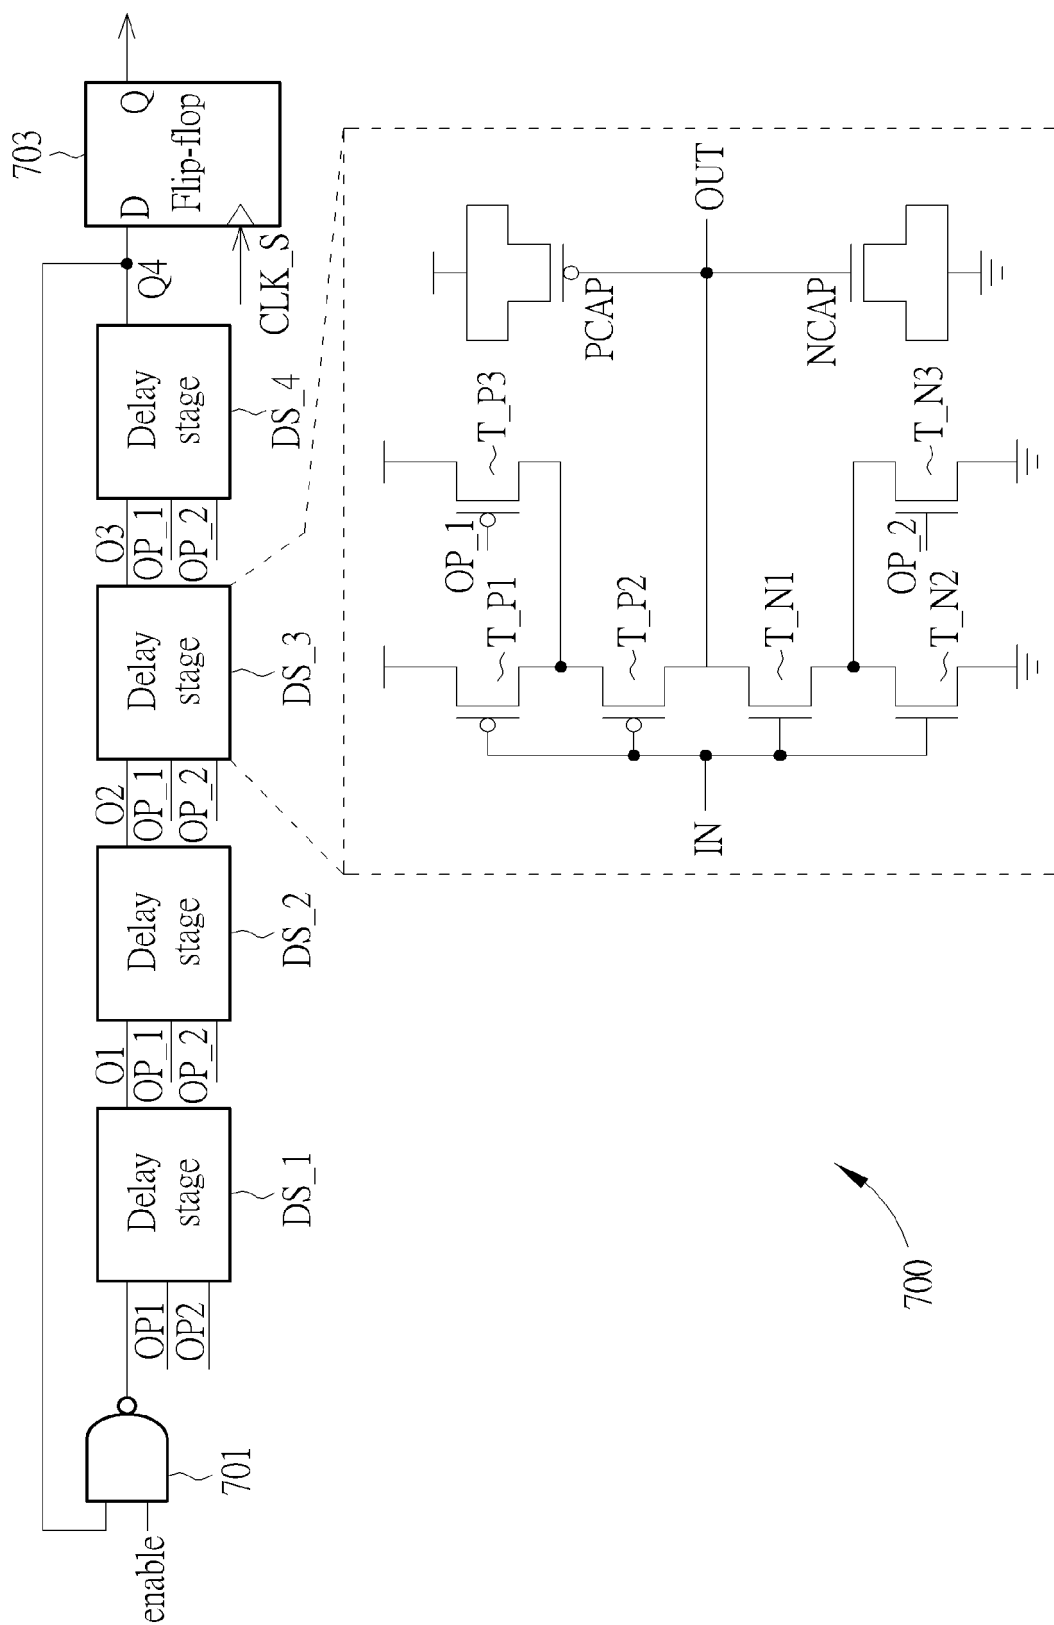 enable
701
OP1
OP2
Delay
stage
DS_1
O1
OP_1
OP_2
Delay
stage
DS_2
O2
OP_1
OP_2
Delay
stage
DS_3
O3
OP_1
OP_2
Delay
stage
DS_4
Q4
D
Q
Flip-flop
CLK_S
703
IN
OP_1
T_P1
T_P3
T_P2
T_N1
OP_2
T_N2
T_N3
PCAP
NCAP
OUT
700